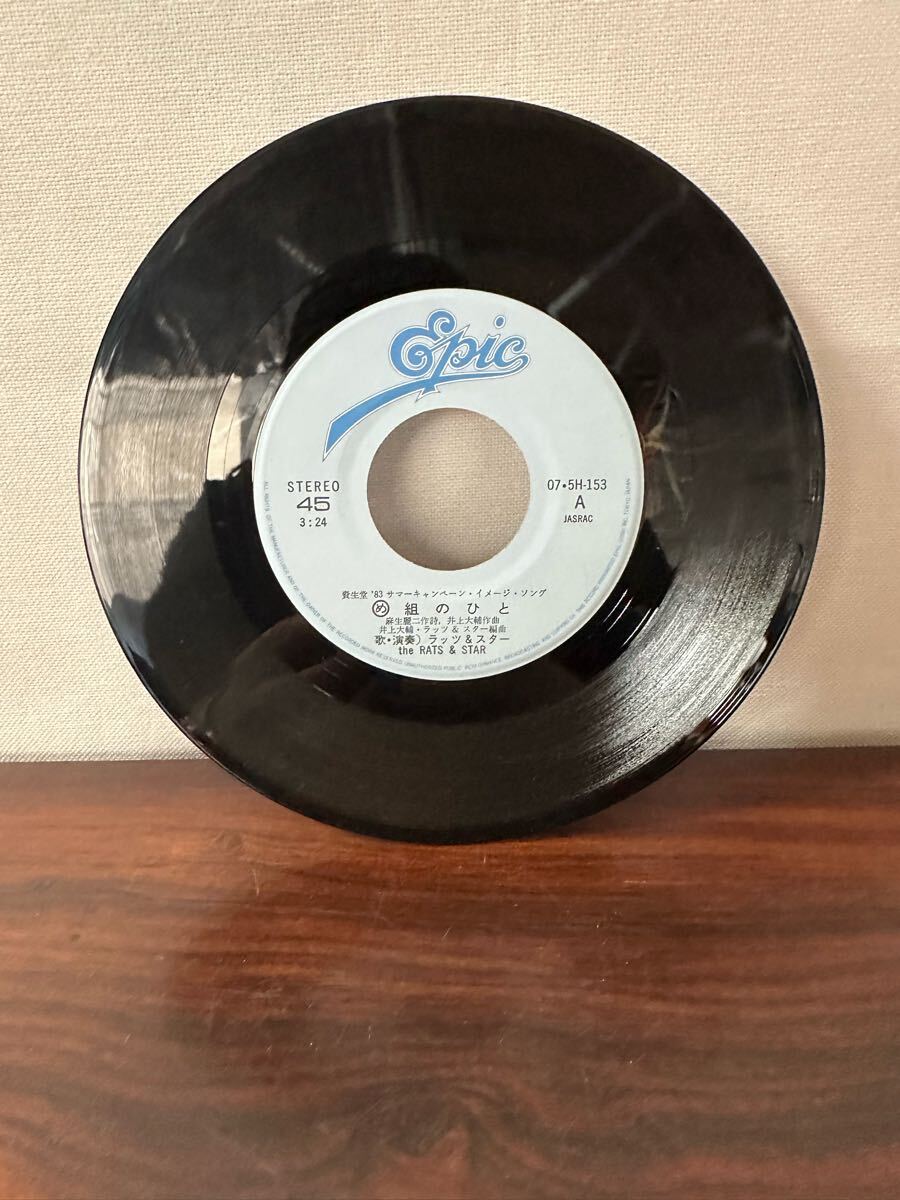 Epic
STEREO
45
3:24
07・5H-153
A
JASRAC
資生堂 '83 サマーキャンペーン・イメージ・ソング
め組のひと
麻生麗二作詩, 井上大輔作曲
井上大輔・ラッツ&スター編曲
歌・演奏) ラッツ&スター
the RATS & STAR